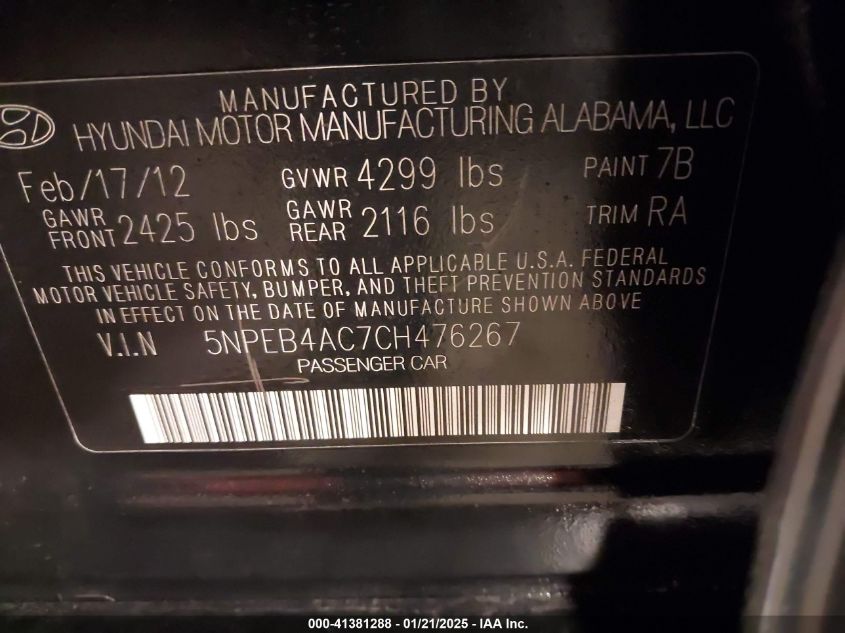 MANUFACTURED BY
HYUNDAI MOTOR MANUFACTURING ALABAMA, LLC
Feb/17/12 GVWR 4299 lbs PAINT 7B
GAWR FRONT 2425 lbs GAWR REAR 2116 lbs TRIM RA
THIS VEHICLE CONFORMS TO ALL APPLICABLE U.S.A. FEDERAL
MOTOR VEHICLE SAFETY, BUMPER, AND THEFT PREVENTION STANDARDS
IN EFFECT ON THE DATE OF MANUFACTURE SHOWN ABOVE
V.I.N 5NPEB4AC7CH476267
PASSENGER CAR
000-41381288 - 01/21/2025 - IAA Inc.